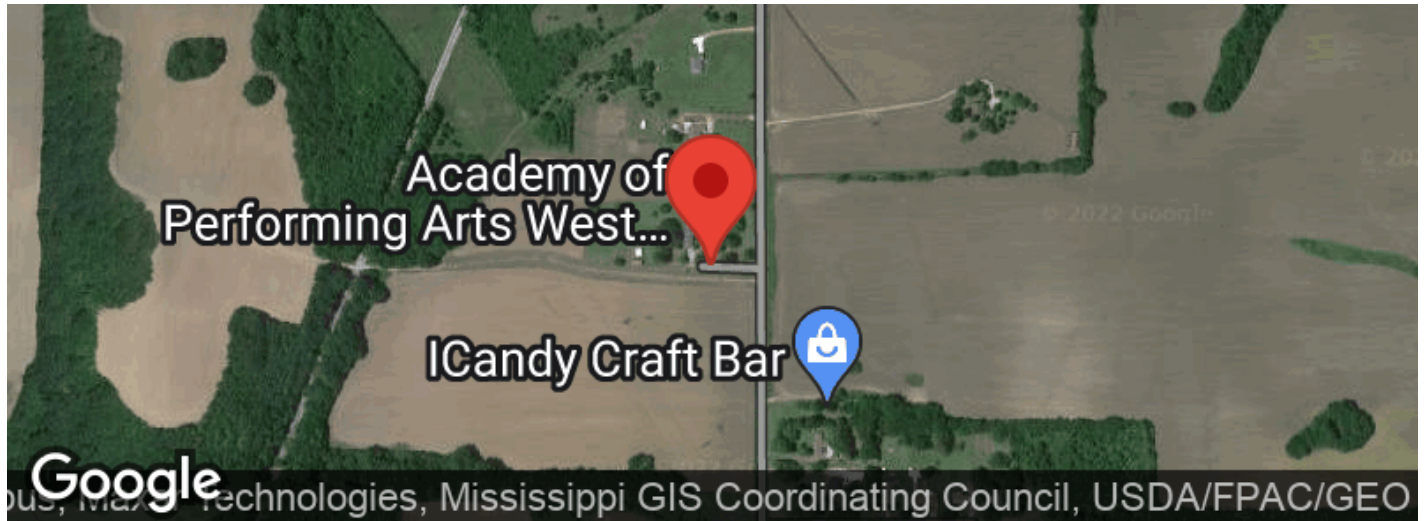 Academy of
Performing Arts West...
© 2022 Google
ICandy Craft Bar
Google
Technologies, Mississippi GIS Coordinating Council, USDA/FPAC/GEO